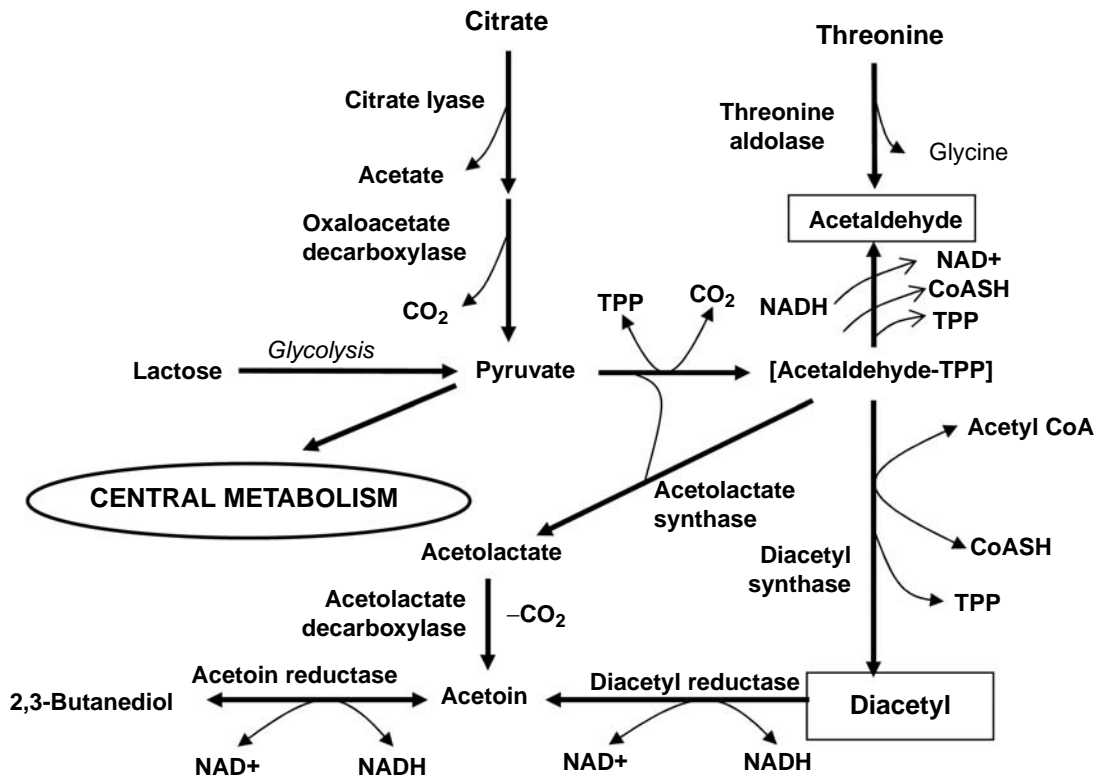 Citrate
Threonine
Citrate lyase
Threonine
aldolase
Glycine
Acetate
Oxaloacetate
decarboxylase
Acetaldehyde
NAD+
CoASH
TPP
NADH
CO2
TPP
CO2
Lactose
Glycolysis
Pyruvate
[Acetaldehyde-TPP]
Acetyl CoA
CENTRAL METABOLISM
Acetolactate
synthase
Acetolactate
CoASH
Diacetyl
synthase
TPP
Acetolactate
decarboxylase
–CO2
2,3-Butanediol
Acetoin reductase
Acetoin
Diacetyl reductase
Diacetyl
NAD+
NADH
NAD+
NADH